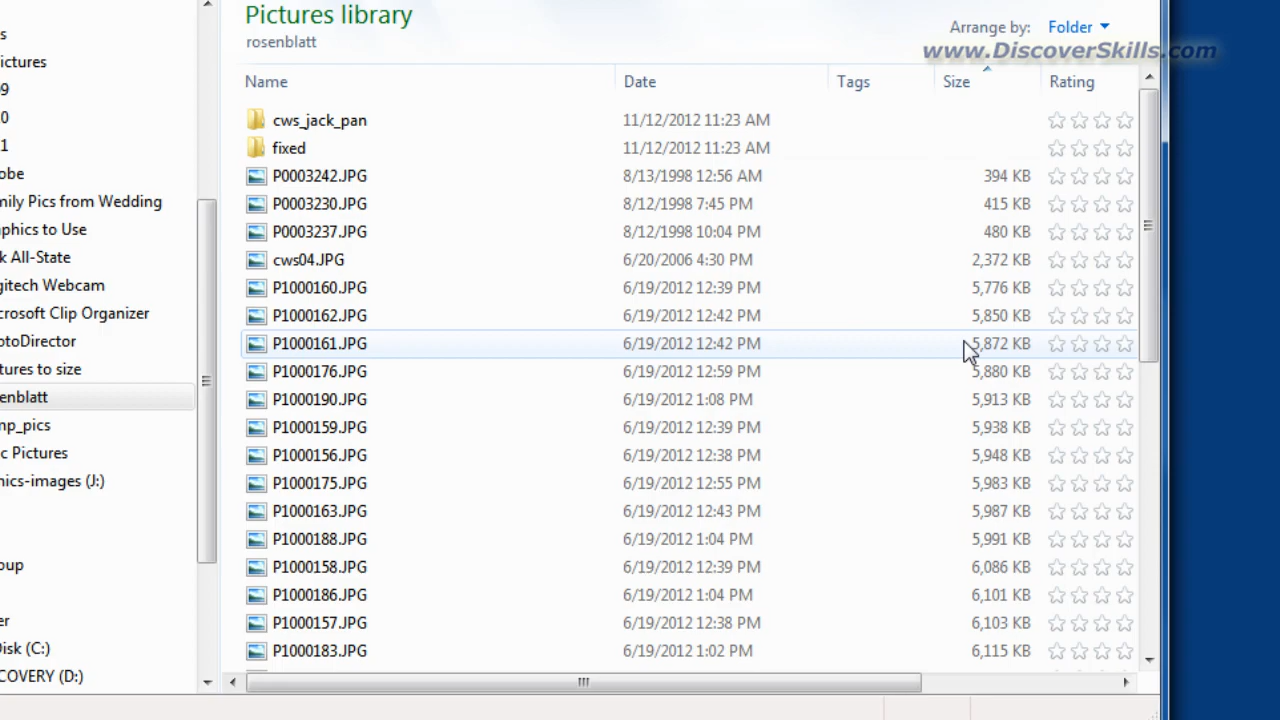 Pictures library
rosenblatt
Arrange by: Folder
www.DiscoverSkills.com
Name Date Tags Size Rating
cws_jack_pan 11/12/2012 11:23 AM
fixed 11/12/2012 11:23 AM
P0003242.JPG 8/13/1998 12:56 AM 394 KB
P0003230.JPG 8/12/1998 7:45 PM 415 KB
P0003237.JPG 8/12/1998 10:04 PM 480 KB
cws04.JPG 6/20/2006 4:30 PM 2,372 KB
P1000160.JPG 6/19/2012 12:39 PM 5,776 KB
P1000162.JPG 6/19/2012 12:42 PM 5,850 KB
P1000161.JPG 6/19/2012 12:42 PM 5,872 KB
P1000176.JPG 6/19/2012 12:59 PM 5,880 KB
P1000190.JPG 6/19/2012 1:08 PM 5,913 KB
P1000159.JPG 6/19/2012 12:39 PM 5,938 KB
P1000156.JPG 6/19/2012 12:38 PM 5,948 KB
P1000175.JPG 6/19/2012 12:55 PM 5,983 KB
P1000163.JPG 6/19/2012 12:43 PM 5,987 KB
P1000188.JPG 6/19/2012 1:04 PM 5,991 KB
P1000158.JPG 6/19/2012 12:39 PM 6,086 KB
P1000186.JPG 6/19/2012 1:04 PM 6,101 KB
P1000157.JPG 6/19/2012 12:38 PM 6,103 KB
P1000183.JPG 6/19/2012 1:02 PM 6,115 KB
s
ictures
9
0
1
obe
mily Pics from Wedding
phics to Use
k All-State
gitech Webcam
crosoft Clip Organizer
otoDirector
tures to size
enblatt
mp_pics
c Pictures
nics-images (J:)
oup
er
Disk (C:)
COVERY (D:)